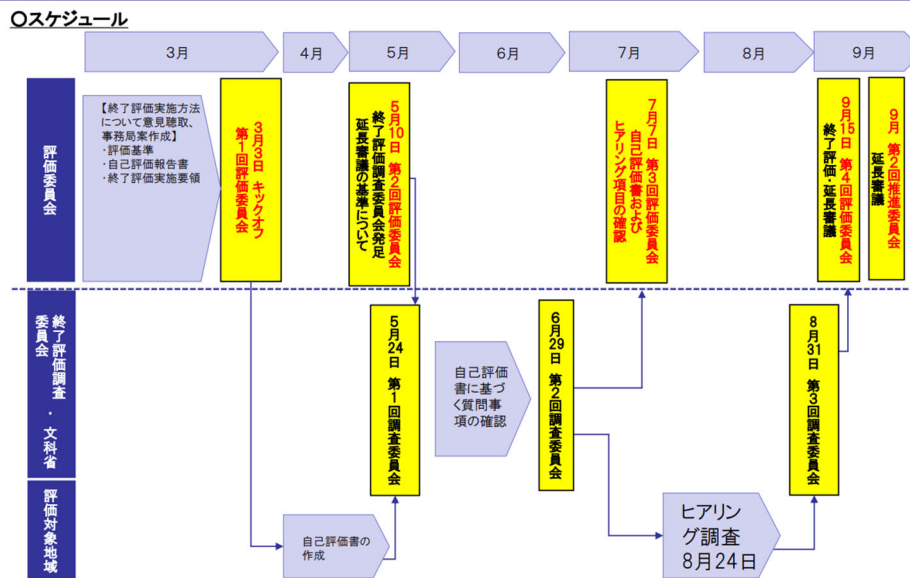 ○スケジュール
3月
4月
5月
6月
7月
8月
9月
評価委員会
【終了評価実施方法
について意見聴取、
事務局案作成】
・評価基準
・自己評価報告書
・終了評価実施要領
3月3日 キックオフ
第1回評価委員会
5月10日 第2回評価委員会
終了評価調査委員会発足
延長審議の基準について
7月7日 第3回評価委員会
自己評価書および
ヒアリング項目の確認
9月15日 第4回評価委員会
終了評価・延長審議
9月 第2回推進委員会
延長審議
終了評価調査
委員会
・文科省
5月24日 第1回調査委員会
自己評価
書に基づ
く質問事
項の確認
6月29日 第2回調査委員会
8月31日 第3回調査委員会
評価対象地域
自己評価書の
作成
ヒアリン
グ調査
8月24日